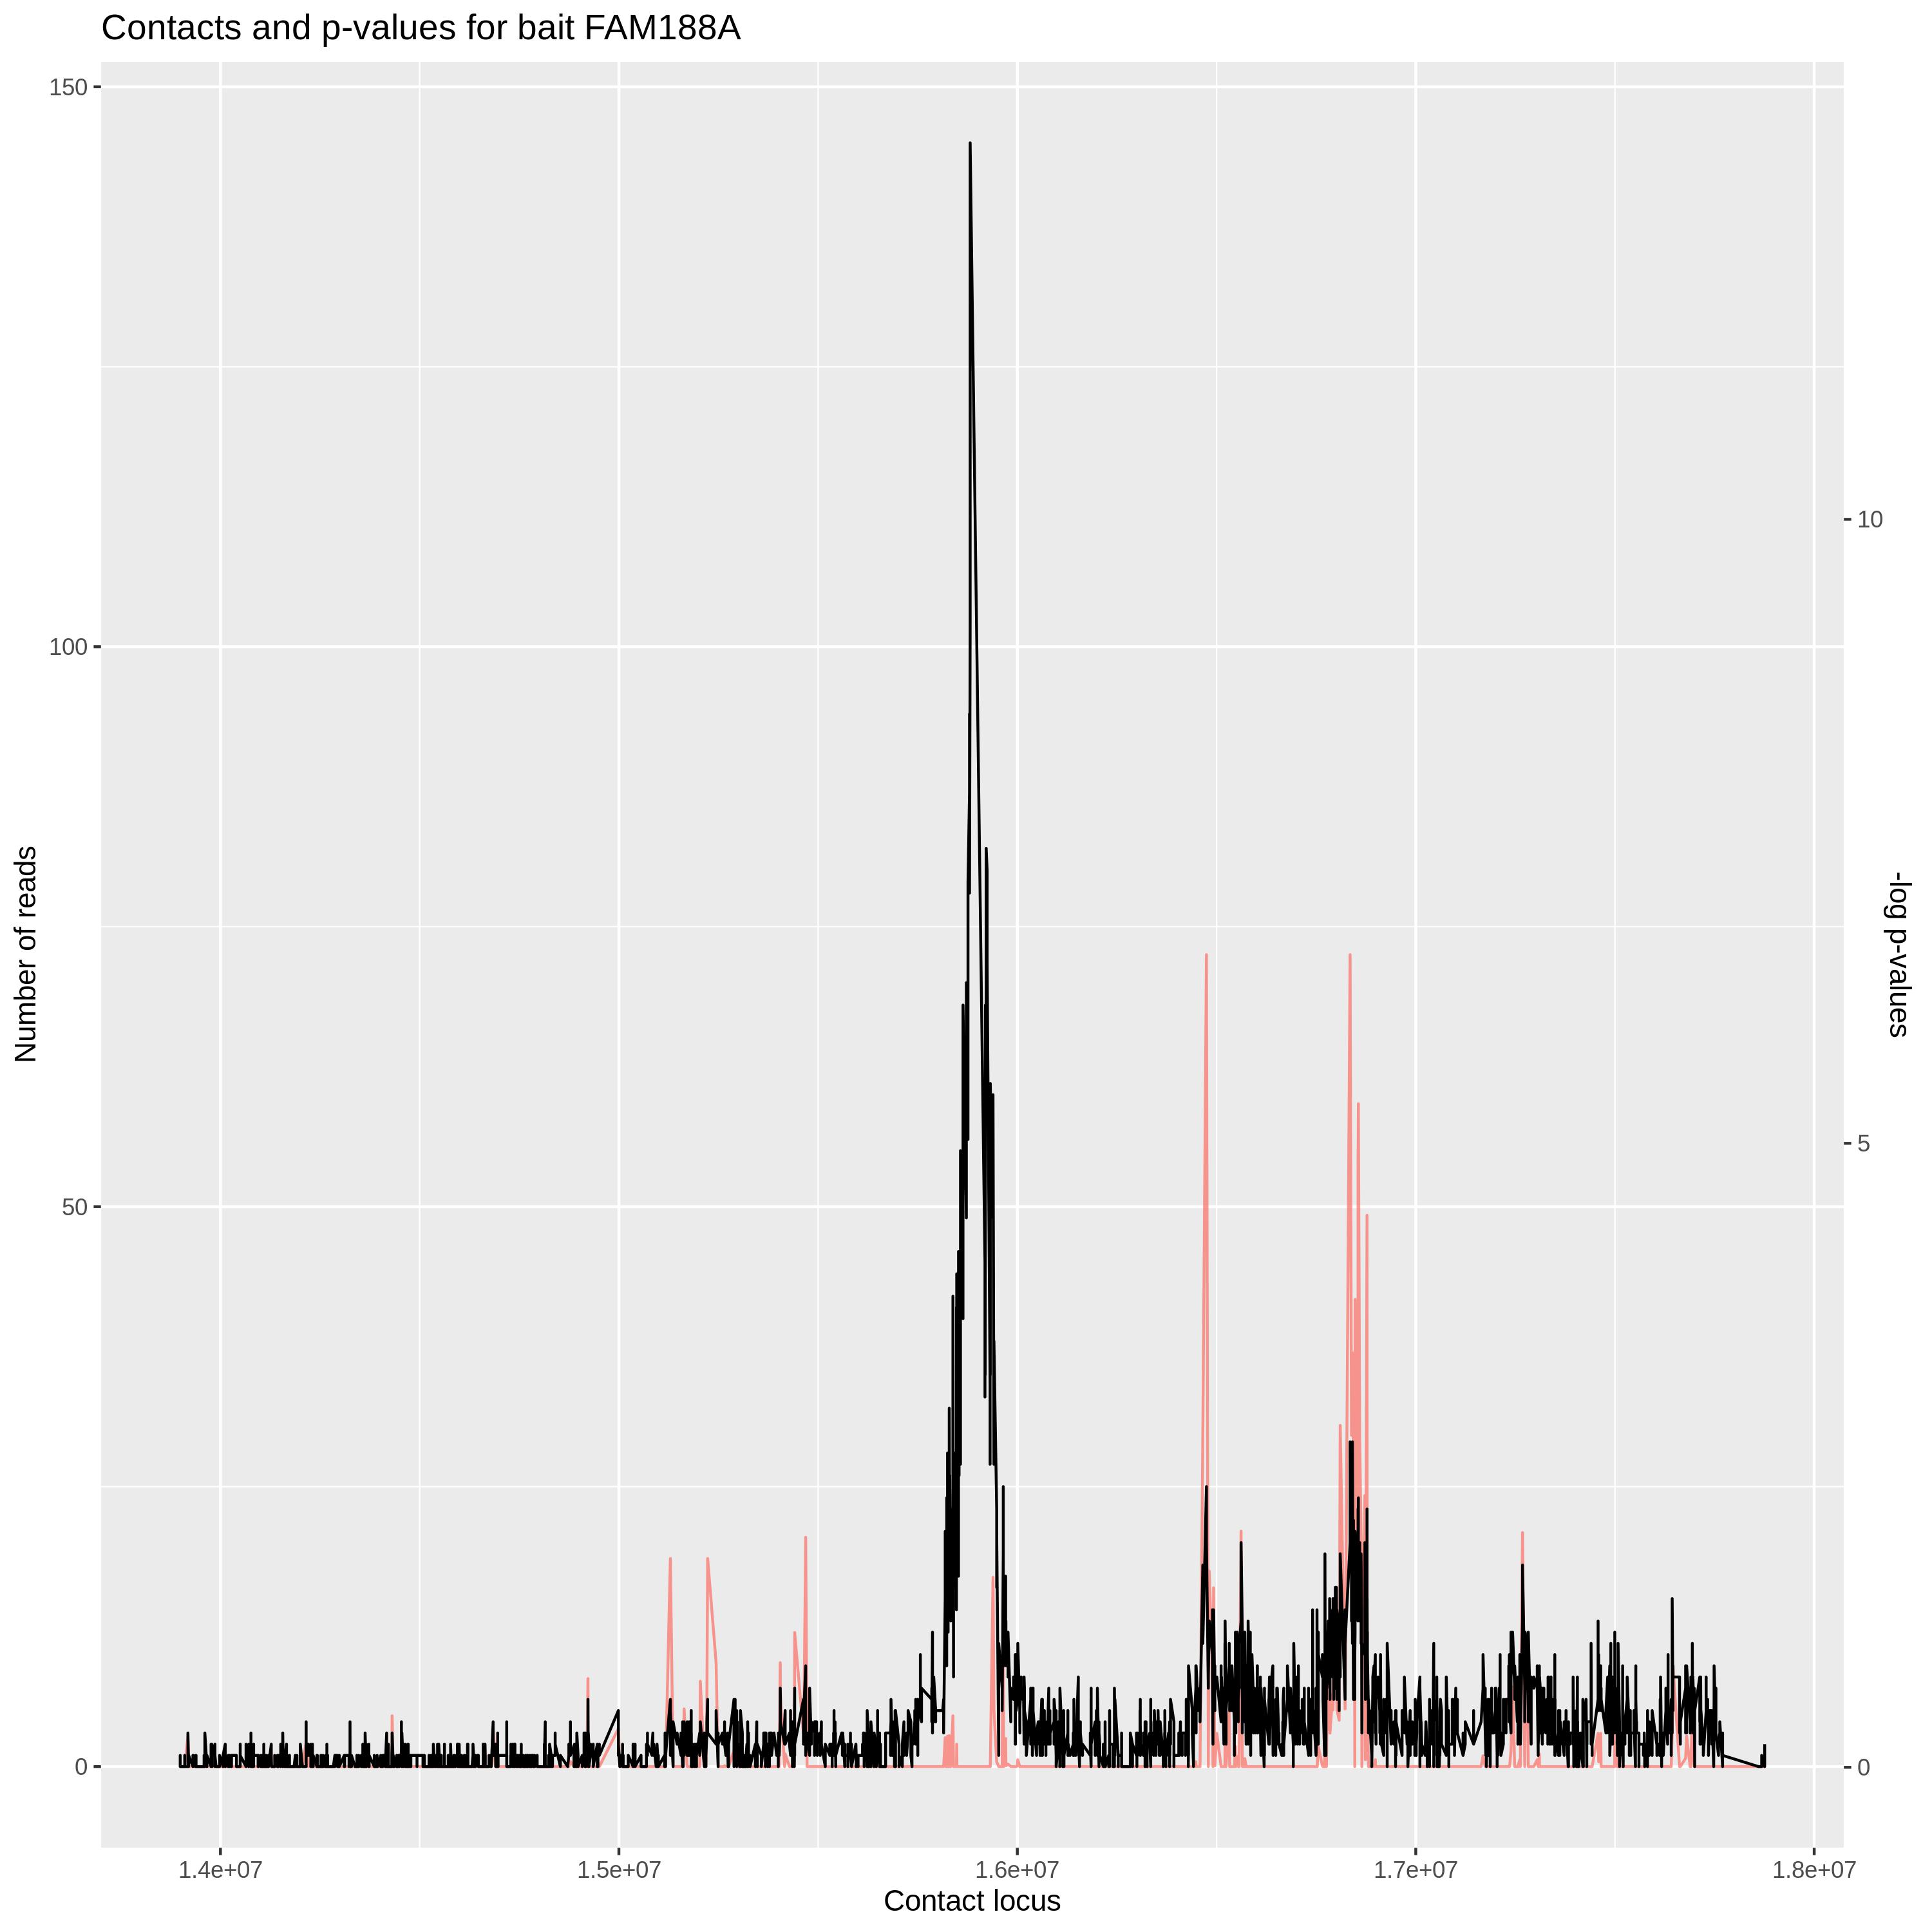 Contacts and p-values for bait FAM188A
150
100
50
0
10
5
0
Number of reads
-log p-values
1.4e+07 1.5e+07 1.6e+07 1.7e+07 1.8e+07
Contact locus